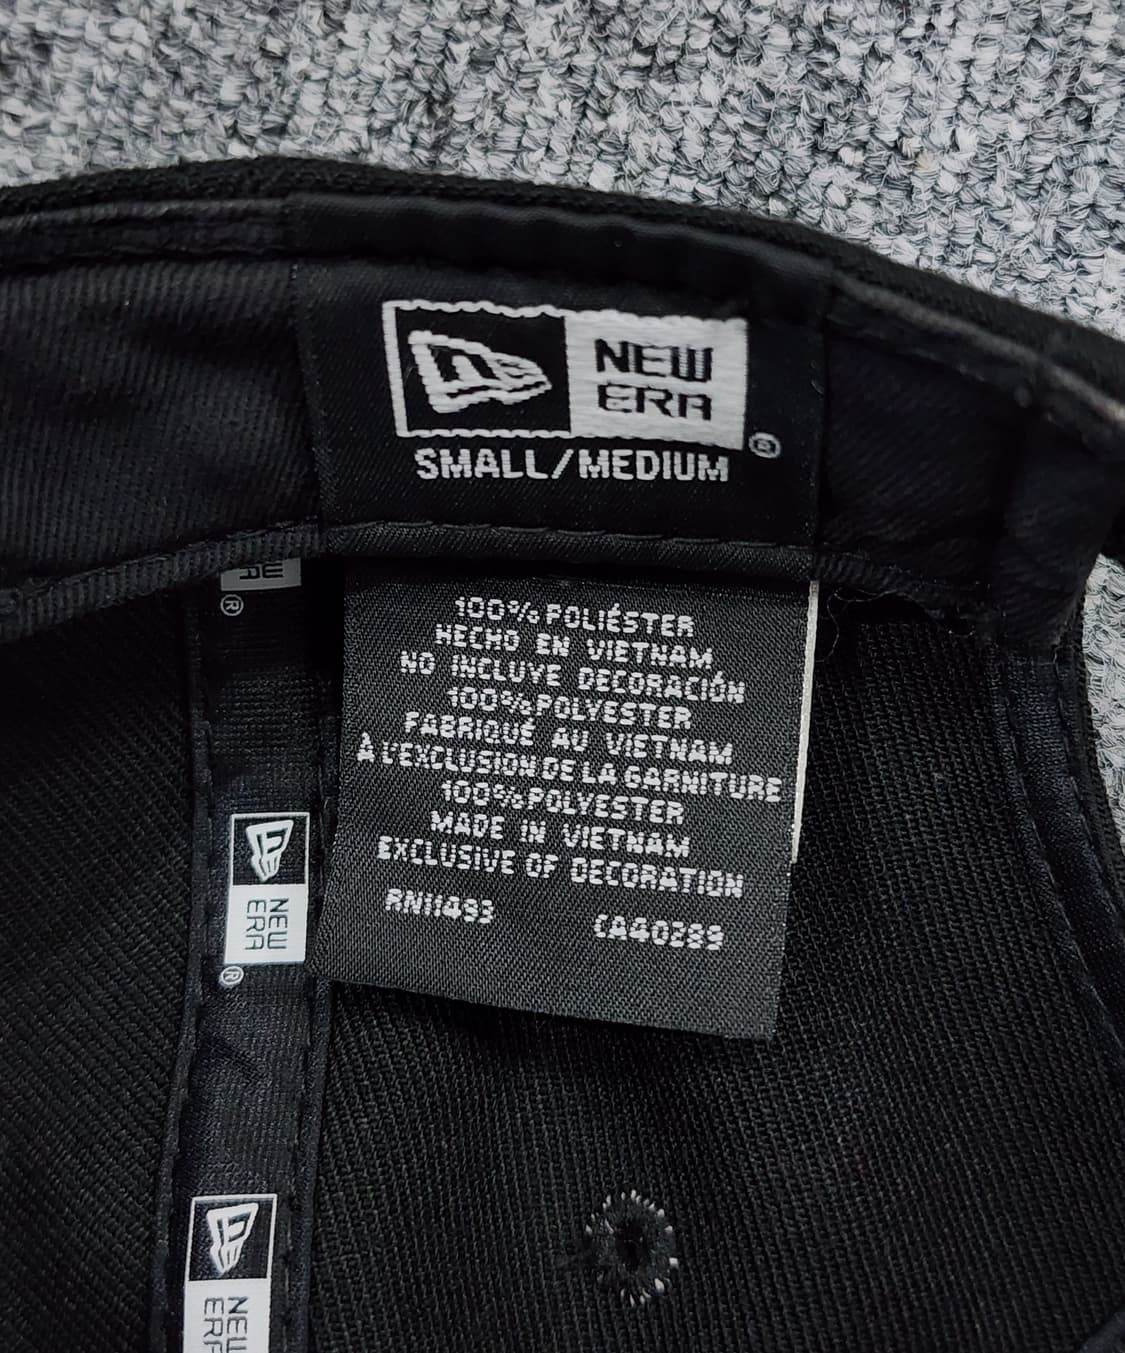 NEW
ERA
®
SMALL/MEDIUM
100% POLIÉSTER
HECHO EN VIETNAM
NO INCLUYE DECORACIÓN
100% POLYESTER
FABRIQUÉ AU VIETNAM
À L'EXCLUSION DE LA GARNITURE
100% POLYESTER
MADE IN VIETNAM
EXCLUSIVE OF DECORATION
RN11493 CA40289
®
NEW
ERA
®
NEW
ERA